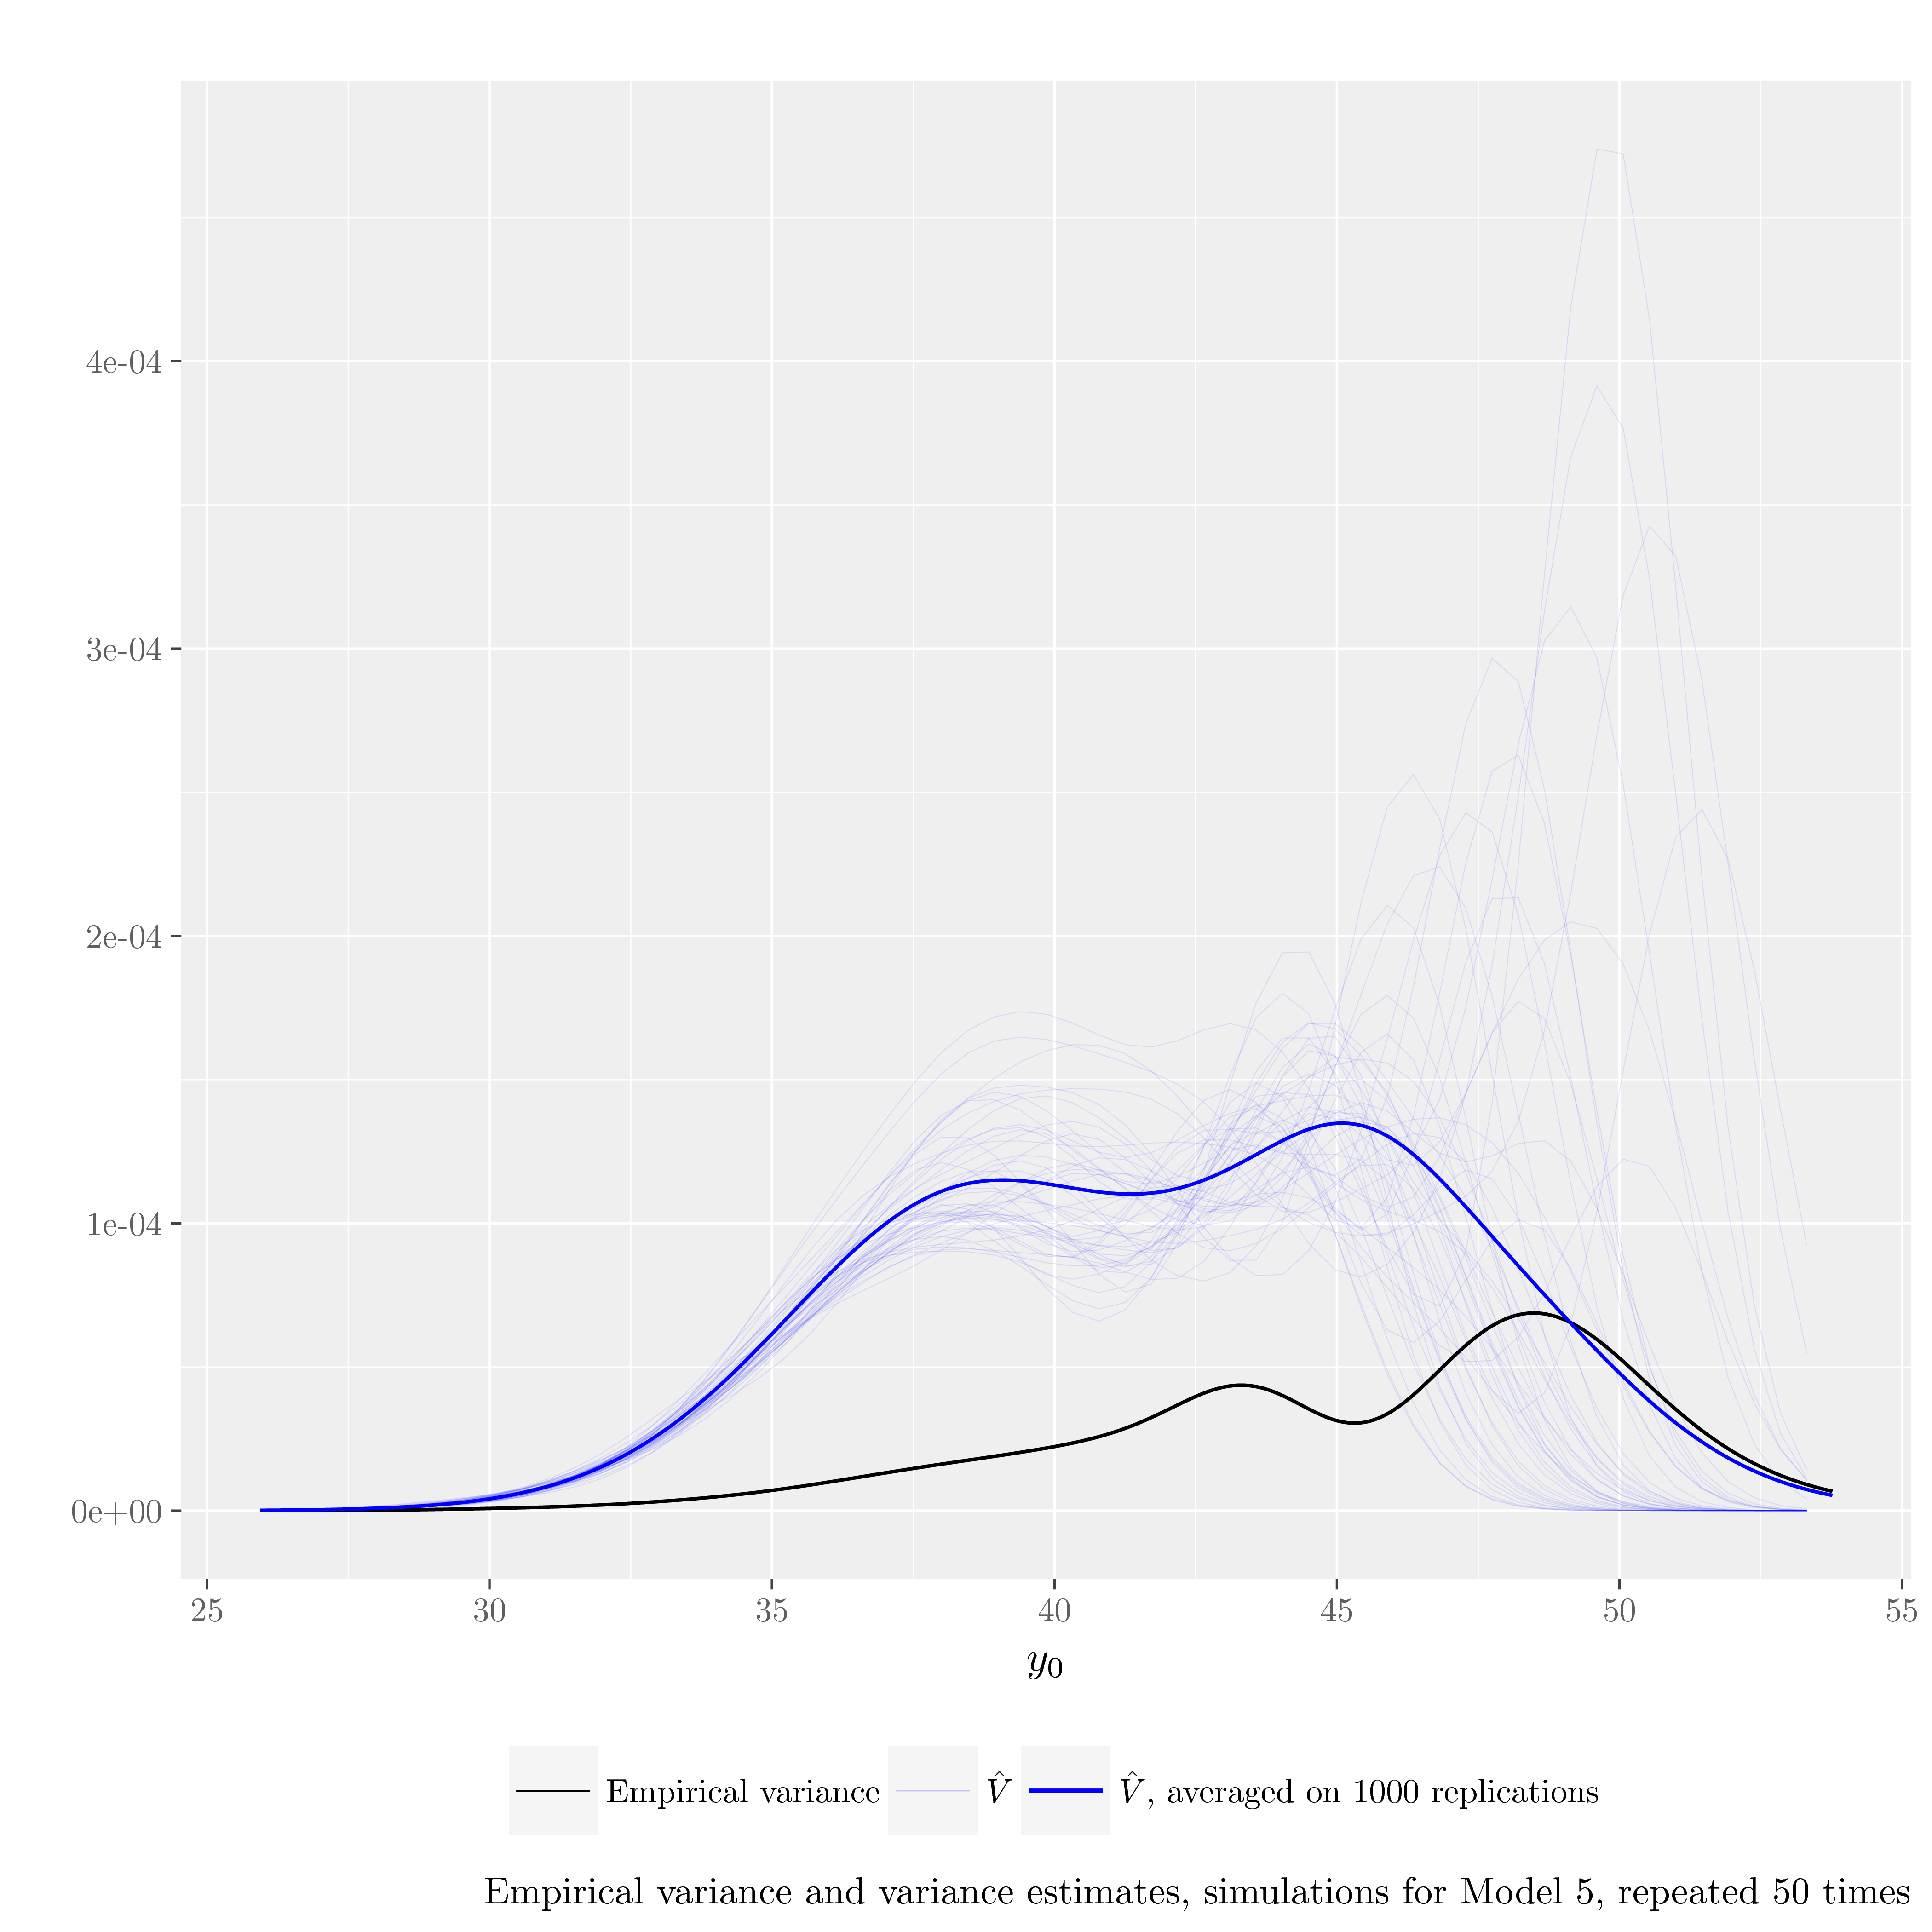 4e-04
3e-04
2e-04
1e-04
0e+00
25 30 35 40 45 50 55
y₀
Empirical variance V̂ V̂, averaged on 1000 replications
Empirical variance and variance estimates, simulations for Model 5, repeated 50 times